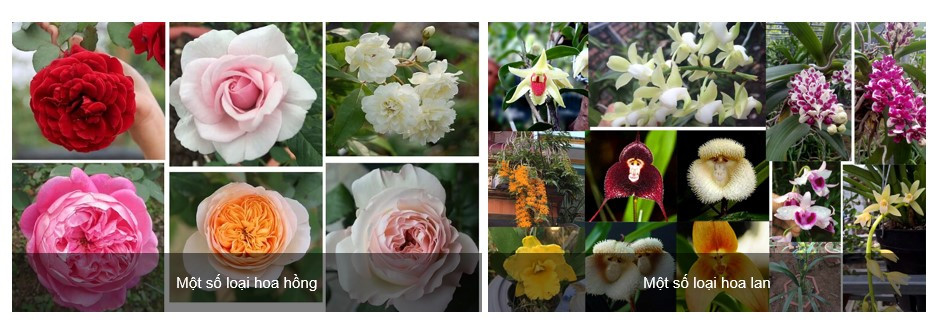 Một số loại hoa hồng
Một số loại hoa lan